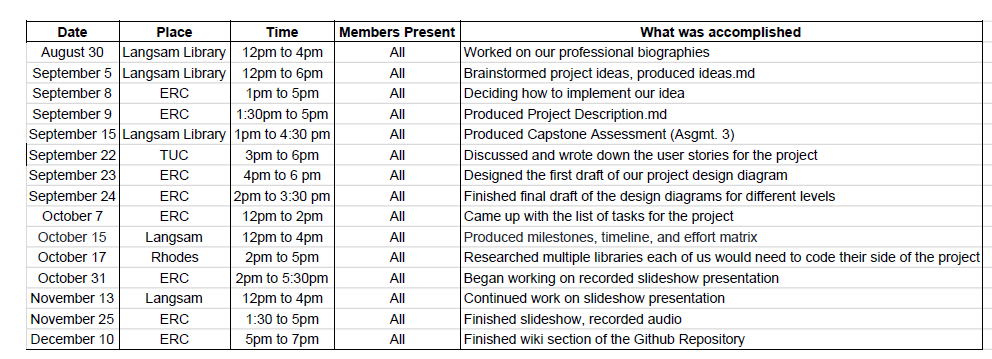 Date Place Time Members Present What was accomplished
August 30 Langsam Library 12pm to 4pm All Worked on our professional biographies
September 5 Langsam Library 12pm to 6pm All Brainstormed project ideas, produced ideas.md
September 8 ERC 1pm to 5pm All Deciding how to implement our idea
September 9 ERC 1:30pm to 5pm All Produced Project Description.md
September 15 Langsam Library 1pm to 4:30 pm All Produced Capstone Assessment (Asgmt. 3)
September 22 TUC 3pm to 6pm All Discussed and wrote down the user stories for the project
September 23 ERC 4pm to 6 pm All Designed the first draft of our project design diagram
September 24 ERC 2pm to 3:30 pm All Finished final draft of the design diagrams for different levels
October 7 ERC 12pm to 2pm All Came up with the list of tasks for the project
October 15 Langsam 12pm to 4pm All Produced milestones, timeline, and effort matrix
October 17 Rhodes 2pm to 5pm All Researched multiple libraries each of us would need to code their side of the project
October 31 ERC 2pm to 5:30pm All Began working on recorded slideshow presentation
November 13 Langsam 12pm to 4pm All Continued work on slideshow presentation
November 25 ERC 1:30 to 5pm All Finished slideshow, recorded audio
December 10 ERC 5pm to 7pm All Finished wiki section of the Github Repository